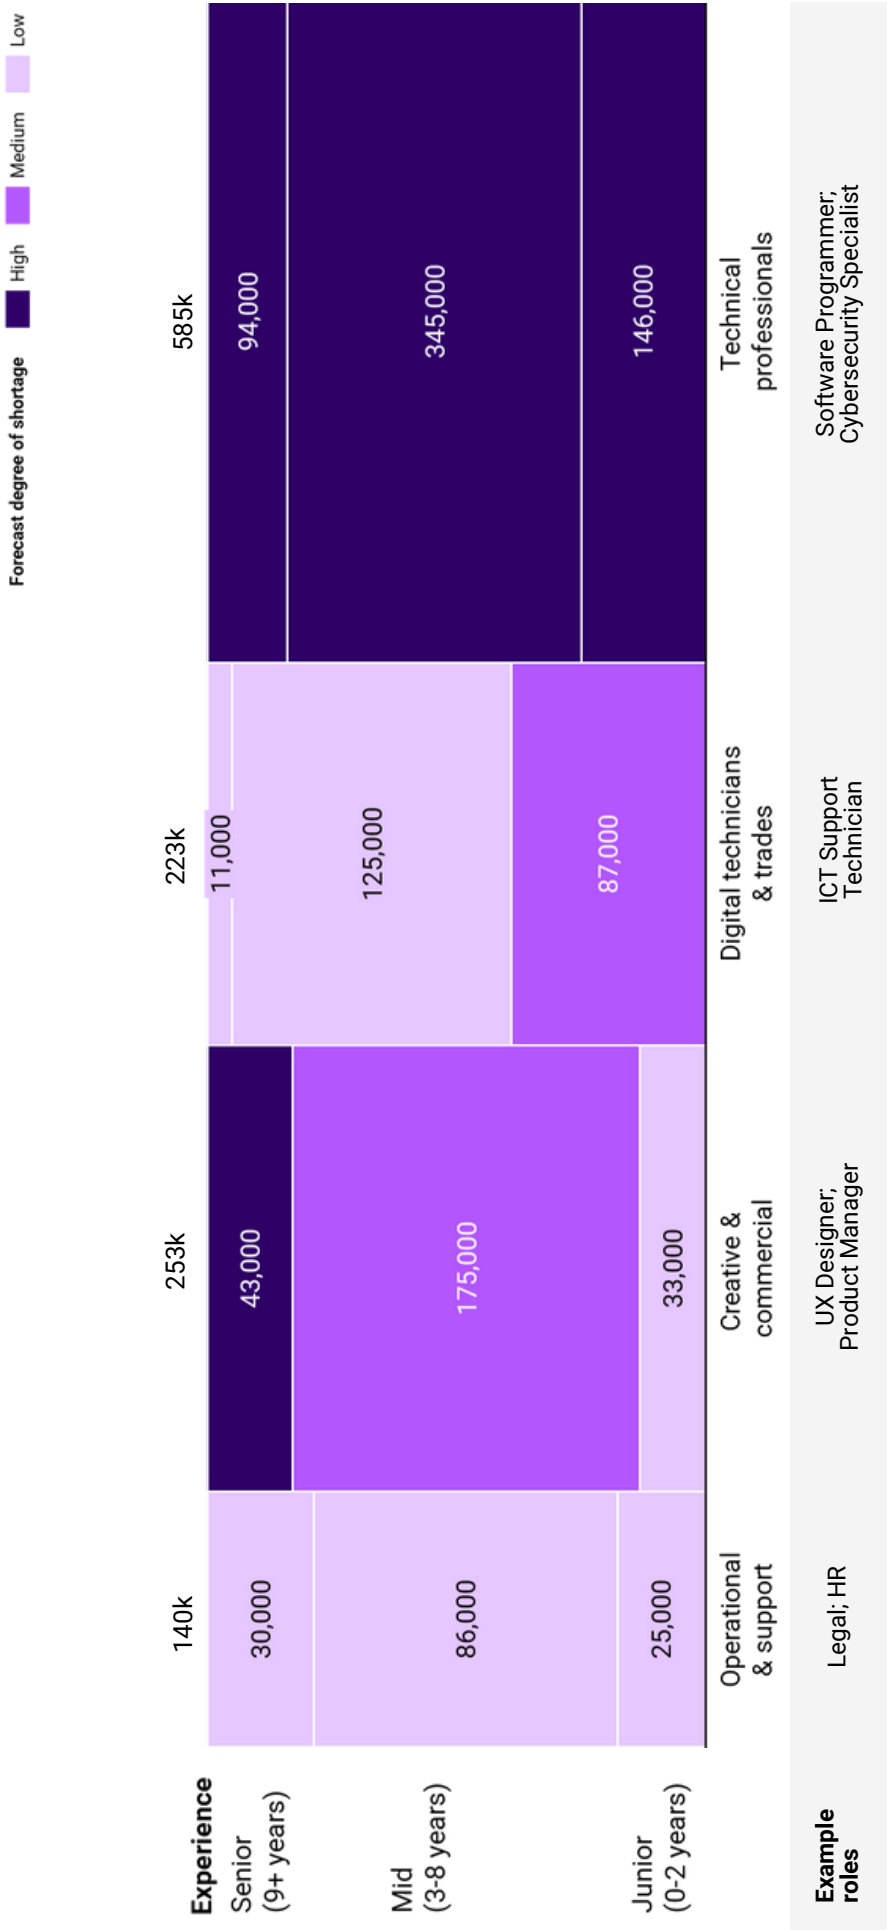 Forecast degree of shortage
High
Medium
Low
Experience
140k
253k
223k
585k
Senior
(9+ years)
30,000
43,000
11,000
94,000
Mid
(3-8 years)
86,000
175,000
125,000
345,000
Junior
(0-2 years)
25,000
33,000
87,000
146,000
Operational
& support
Creative &
commercial
Digital technicians
& trades
Technical
professionals
Example
roles
Legal; HR
UX Designer;
Product Manager
ICT Support
Technician
Software Programmer;
Cybersecurity Specialist